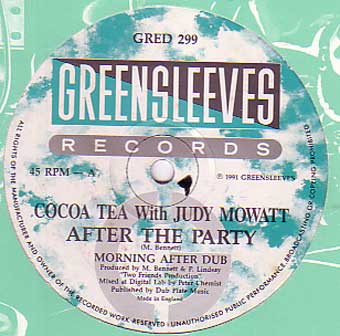 GRED 299
GREENSLEEVES
RECORDS
45 RPM – A
℗ 1991 GREENSLEEVES
COCOA TEA With JUDY MOWATT
AFTER THE PARTY
(M. Bennett)
MORNING AFTER DUB
Produced by M. Bennett & P. Lindsay
"Two Friends Production"
Mixed at Digital Lab by Peter Chemist
Published by Dub Plate Music
Made in England
ALL RIGHTS OF THE MANUFACTURER AND OWNER OF THE RECORDED WORK RESERVED · UNAUTHORISED PUBLIC PERFORMANCE, BROADCASTING OR COPYING PROHIBITED.